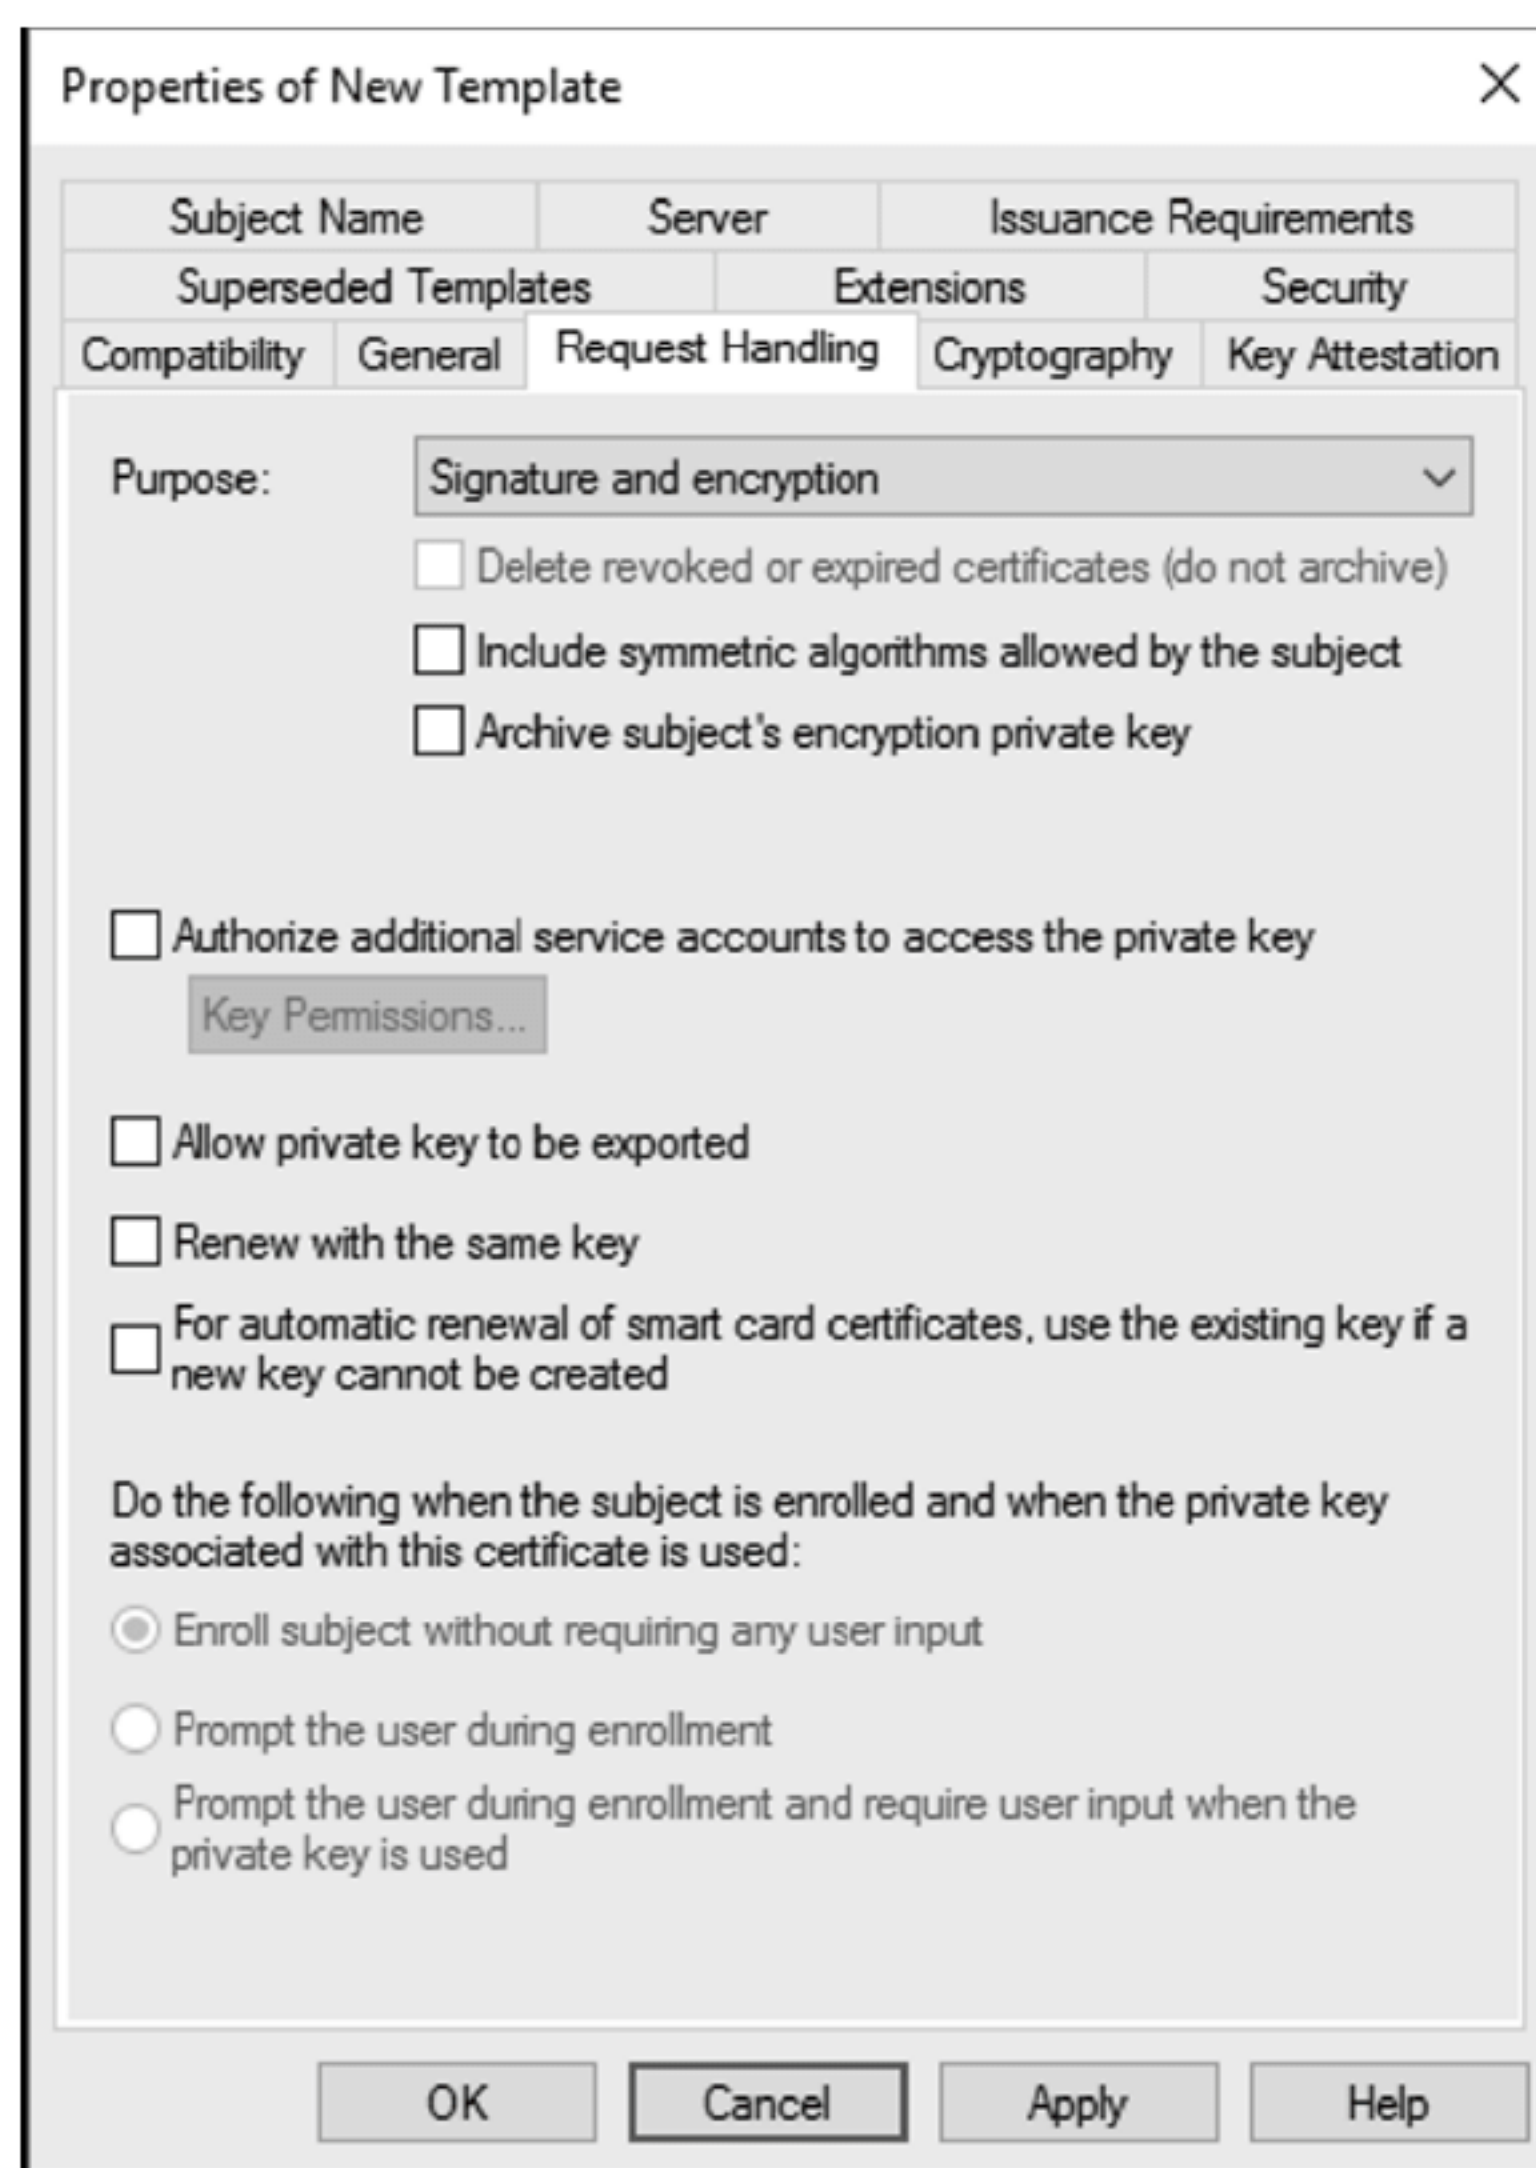 Properties of New Template
Subject Name Server Issuance Requirements
Superseded Templates Extensions Security
Compatibility General Request Handling Cryptography Key Attestation
Purpose: Signature and encryption
Delete revoked or expired certificates (do not archive)
Include symmetric algorithms allowed by the subject
Archive subject's encryption private key
Authorize additional service accounts to access the private key
Key Permissions...
Allow private key to be exported
Renew with the same key
For automatic renewal of smart card certificates, use the existing key if a
new key cannot be created
Do the following when the subject is enrolled and when the private key
associated with this certificate is used:
Enroll subject without requiring any user input
Prompt the user during enrollment
Prompt the user during enrollment and require user input when the
private key is used
OK Cancel Apply Help